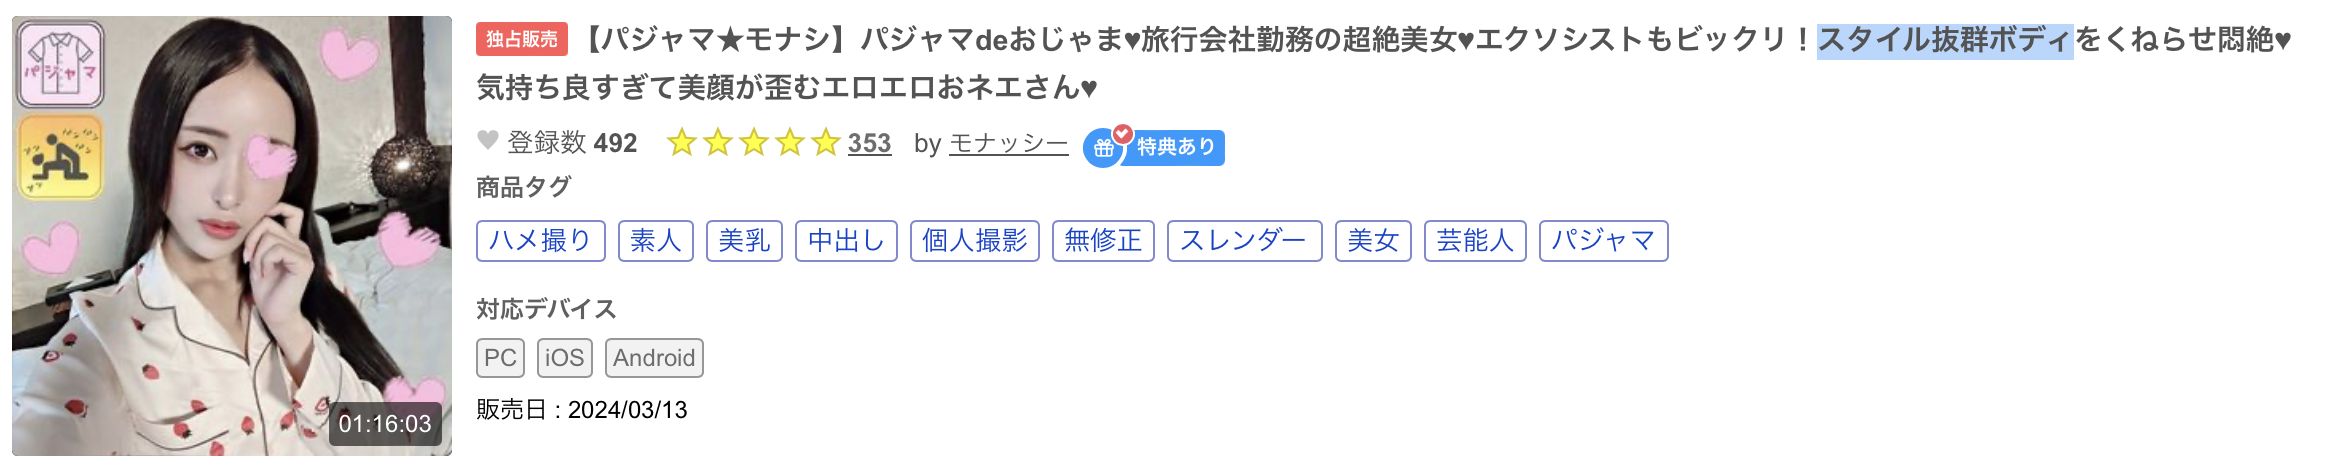 パジャマ
01:16:03
独占販売 【パジャマ★モナシ】パジャマdeおじゃま♥旅行会社勤務の超絶美女♥エクソシストもビックリ！スタイル抜群ボディをくねらせ悶絶♥
気持ち良すぎて美顔が歪むエロエロおネエさん♥
登録数 492 353 by モナッシー 特典あり
商品タグ
ハメ撮り 素人 美乳 中出し 個人撮影 無修正 スレンダー 美女 芸能人 パジャマ
対応デバイス
PC iOS Android
販売日 : 2024/03/13